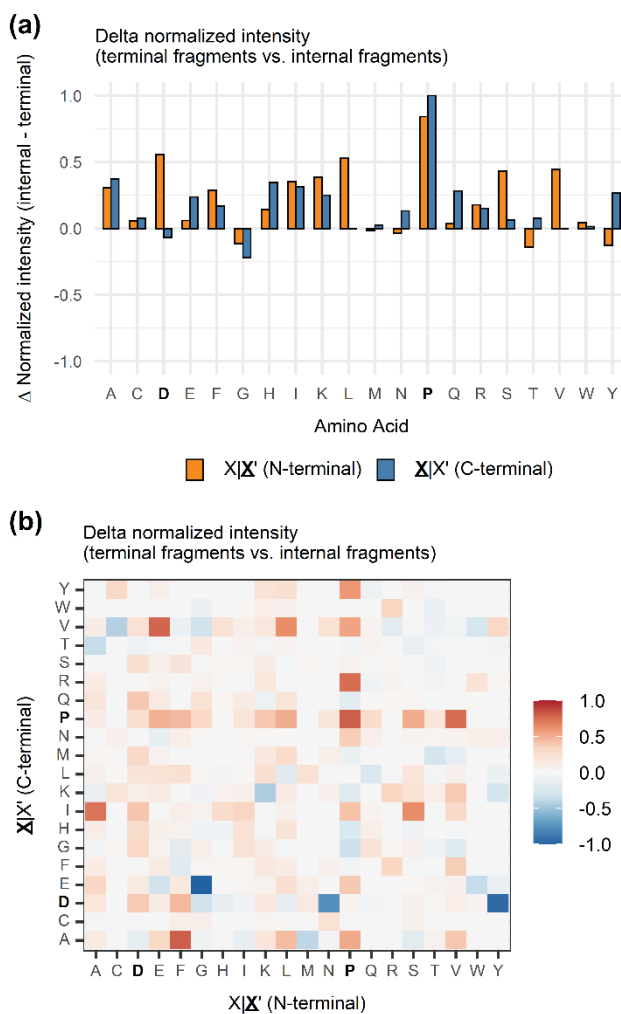 (a)
Delta normalized intensity
(terminal fragments vs. internal fragments)
Δ Normalized intensity (internal - terminal)
1.0
0.5
0.0
-0.5
-1.0
A C D E F G H I K L M N P Q R S T V W Y
Amino Acid
X|X' (N-terminal) X|X' (C-terminal)
(b)
Delta normalized intensity
(terminal fragments vs. internal fragments)
X|X' (C-terminal)
Y
W
V
T
S
R
Q
P
N
M
L
K
I
H
G
F
E
D
C
A
A C D E F G H I K L M N P Q R S T V W Y
X|X' (N-terminal)
1.0
0.5
0.0
-0.5
-1.0